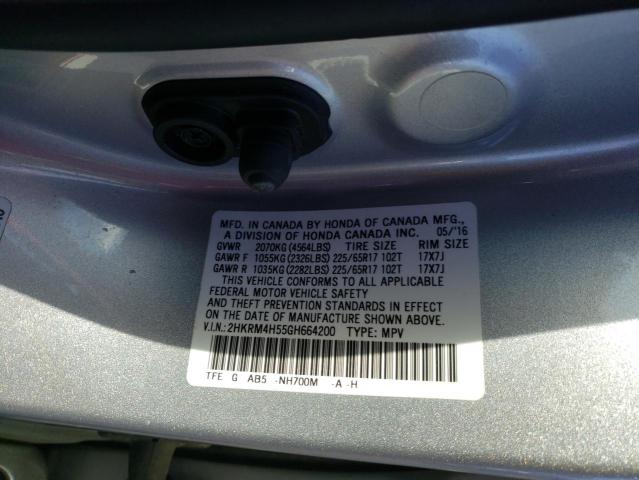 MFD. IN CANADA BY HONDA OF CANADA MFG.,
A DIVISION OF HONDA CANADA INC. 05/'16
GVWR 2070KG (4564LBS) TIRE SIZE RIM SIZE
GAWR F 1055KG (2326LBS) 225/65R17 102T 17X7J
GAWR R 1035KG (2282LBS) 225/65R17 102T 17X7J
THIS VEHICLE CONFORMS TO ALL APPLICABLE
FEDERAL MOTOR VEHICLE SAFETY
AND THEFT PREVENTION STANDARDS IN EFFECT
ON THE DATE OF MANUFACTURE SHOWN ABOVE.
V.I.N.: 2HKRM4H55GH664200 TYPE: MPV
TFE G AB5 -NH700M -A -H